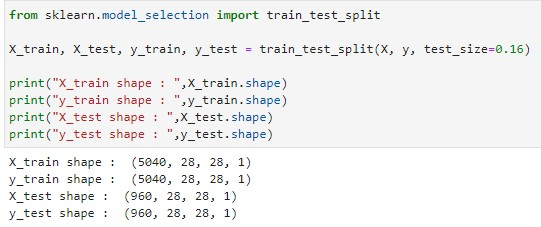 from sklearn.model_selection import train_test_split
X_train, X_test, y_train, y_test = train_test_split(X, y, test_size=0.16)
print("X_train shape : ",X_train.shape)
print("y_train shape : ",y_train.shape)
print("X_test shape : ",X_test.shape)
print("y_test shape : ",y_test.shape)
X_train shape :  (5040, 28, 28, 1)
y_train shape :  (5040, 28, 28, 1)
X_test shape :  (960, 28, 28, 1)
y_test shape :  (960, 28, 28, 1)